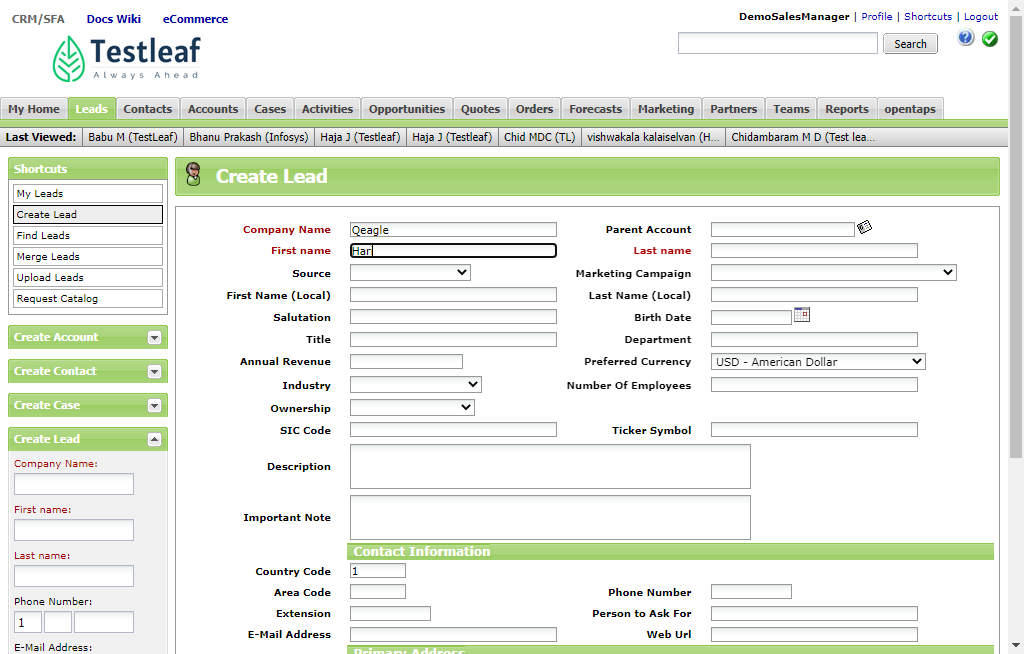 CRM/SFA Docs Wiki eCommerce
DemoSalesManager | Profile | Shortcuts | Logout
Testleaf
Always Ahead
Search
My Home Leads Contacts Accounts Cases Activities Opportunities Quotes Orders Forecasts Marketing Partners Teams Reports opentaps
Last Viewed: Babu M (TestLeaf) Bhanu Prakash (Infosys) Haja J (Testleaf) Haja J (Testleaf) Chid MDC (TL) vishwakala kalaiselvan (H... Chidambaram M D (Test lea...
Shortcuts
My Leads
Create Lead
Find Leads
Merge Leads
Upload Leads
Request Catalog
Create Account
Create Contact
Create Case
Create Lead
Company Name:
First name:
Last name:
Phone Number:
1
E-Mail Address:
Create Lead
Company Name Qeagle Parent Account
First name Hari Last name
Source Marketing Campaign
First Name (Local) Last Name (Local)
Salutation Birth Date
Title Department
Annual Revenue Preferred Currency USD - American Dollar
Industry Number Of Employees
Ownership
SIC Code Ticker Symbol
Description
Important Note
Contact Information
Country Code 1
Area Code Phone Number
Extension Person to Ask For
E-Mail Address Web Url
Primary Address